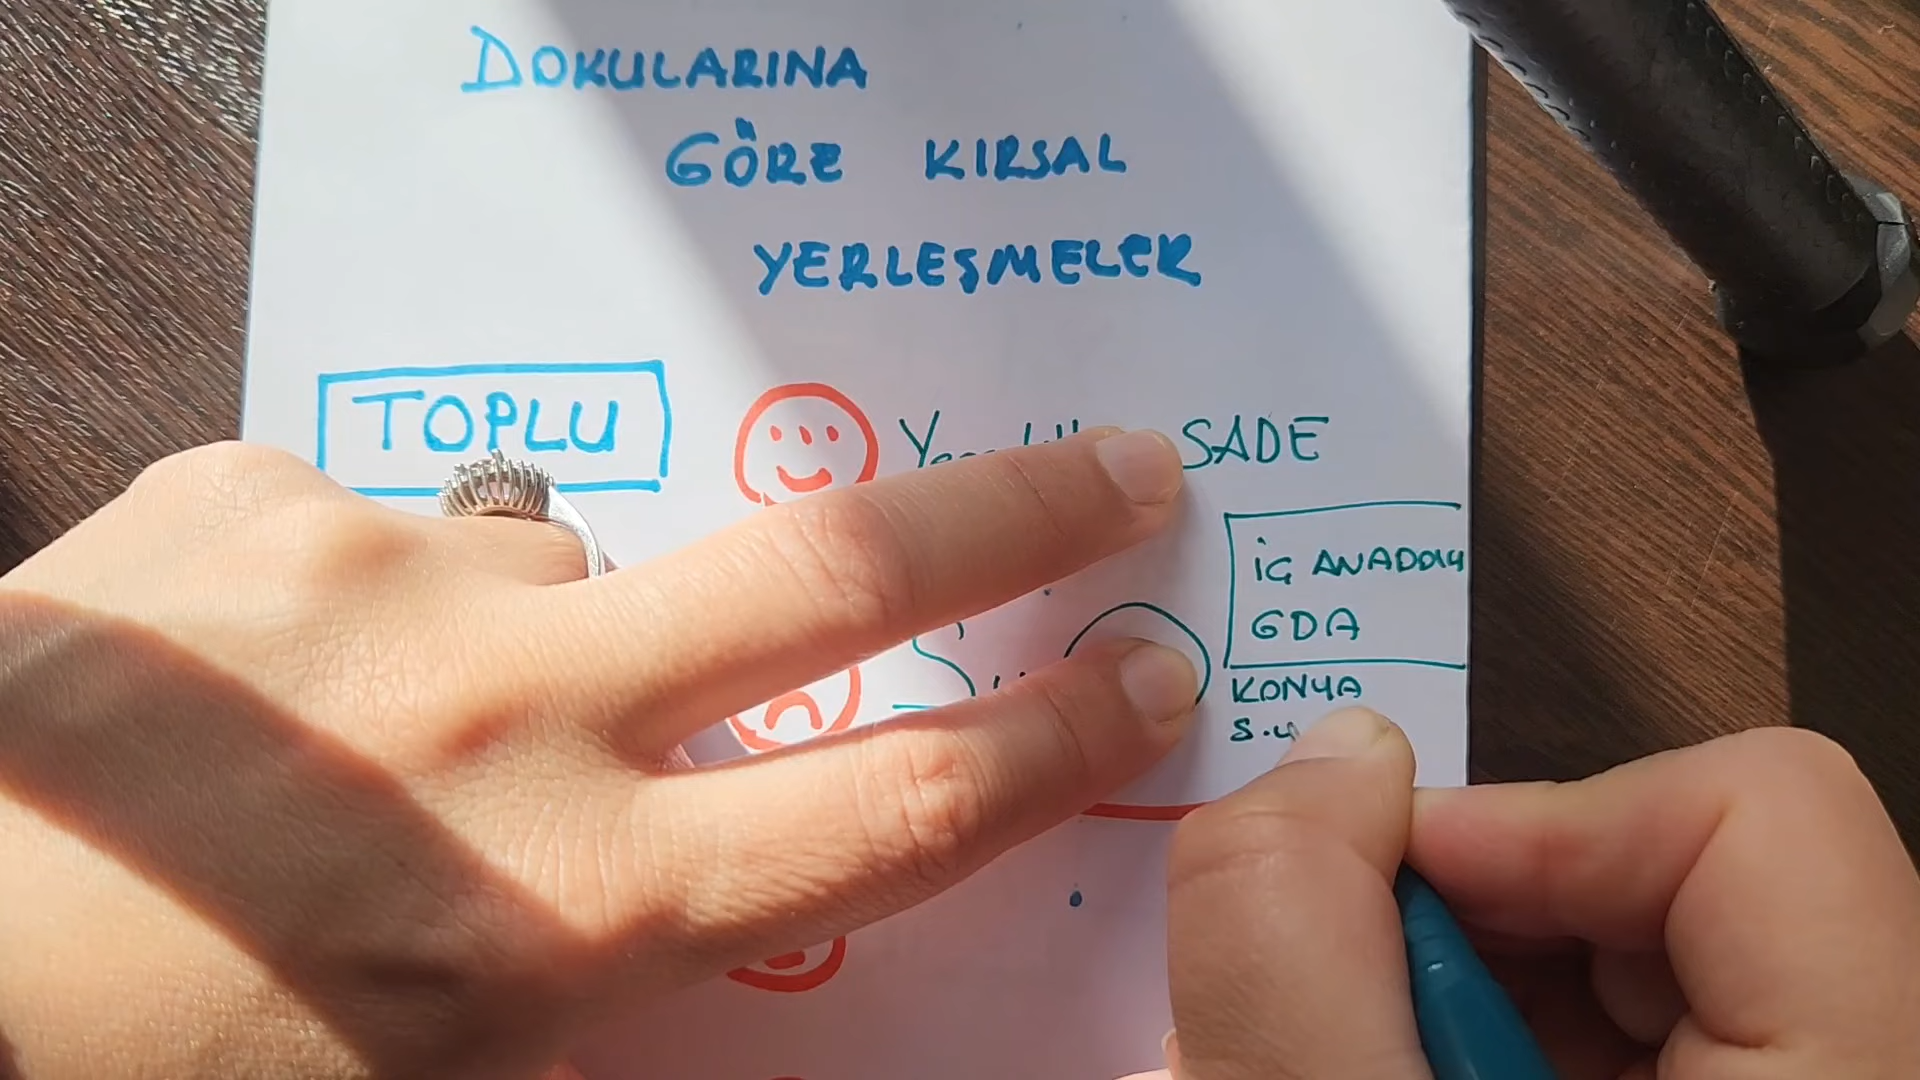 DOKULARINA
GÖRE KIRSAL
YERLEŞMELER
TOPLU
SADE
İÇ ANADOLU
GDA
KONYA